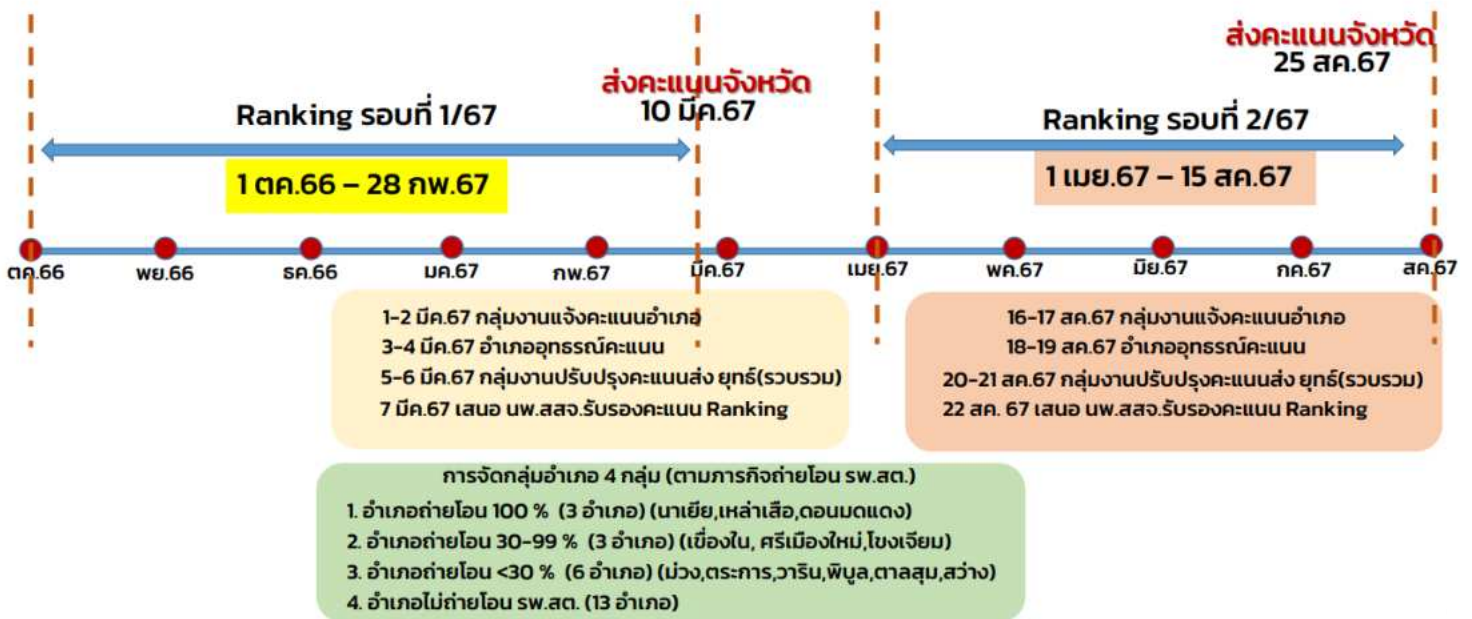 ส่งคะแนนจังหวัด
25 สค.67
ส่งคะแนนจังหวัด
10 มีค.67
Ranking รอบที่ 1/67
Ranking รอบที่ 2/67
1 ตค.66 – 28 กพ.67
1 เมย.67 – 15 สค.67
ตค.66 พย.66 ธค.66 มค.67 กพ.67 มีค.67 เมย.67 พค.67 มิย.67 กค.67 สค.67
1-2 มีค.67 กลุ่มงานแจ้งคะแนนอำเภอ
3-4 มีค.67 อำเภออุทธรณ์คะแนน
5-6 มีค.67 กลุ่มงานปรับปรุงคะแนนส่ง ยุทธ์(รวบรวม)
7 มีค.67 เสนอ นพ.สสจ.รับรองคะแนน Ranking
16-17 สค.67 กลุ่มงานแจ้งคะแนนอำเภอ
18-19 สค.67 อำเภออุทธรณ์คะแนน
20-21 สค.67 กลุ่มงานปรับปรุงคะแนนส่ง ยุทธ์(รวบรวม)
22 สค. 67 เสนอ นพ.สสจ.รับรองคะแนน Ranking
การจัดกลุ่มอำเภอ 4 กลุ่ม (ตามภารกิจถ่ายโอน รพ.สต.)
1. อำเภอถ่ายโอน 100 % (3 อำเภอ) (นาเยีย,เหล่าเสือ,ดอนมดแดง)
2. อำเภอถ่ายโอน 30-99 % (3 อำเภอ) (เขื่องใน, ศรีเมืองใหม่,โขงเจียม)
3. อำเภอถ่ายโอน <30 % (6 อำเภอ) (ม่วง,ตระการ,วาริน,พิบูล,ตาลสุม,สว่าง)
4. อำเภอไม่ถ่ายโอน รพ.สต. (13 อำเภอ)